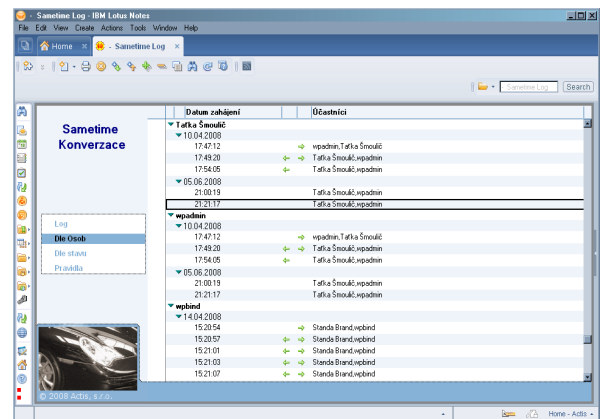 - Sametime Log - IBM Lotus Notes
File Edit View Create Actions Tools Window Help
Home × - Sametime Log ×
Sametime Log Search
Sametime
Konverzace
Log
Dle Osob
Dle stavu
Pravidla
© 2008 Actis, s.r.o.
Datum zahájení Účastníci
Taťka Šmoulič
10.04.2008
17:47:12 wpadmin,Taťka Šmoulič
17:49:20 Taťka Šmoulič,wpadmin
17:54:05 Taťka Šmoulič,wpadmin
05.06.2008
21:00:19 Taťka Šmoulič,wpadmin
21:21:17 Taťka Šmoulič,wpadmin
wpadmin
10.04.2008
17:47:12 wpadmin,Taťka Šmoulič
17:49:20 Taťka Šmoulič,wpadmin
17:54:05 Taťka Šmoulič,wpadmin
05.06.2008
21:00:19 Taťka Šmoulič,wpadmin
21:21:17 Taťka Šmoulič,wpadmin
wpbind
14.04.2008
15:20:54 Standa Brand,wpbind
15:20:57 Standa Brand,wpbind
15:21:01 Standa Brand,wpbind
15:21:03 Standa Brand,wpbind
15:21:07 Standa Brand,wpbind
Home - Actis